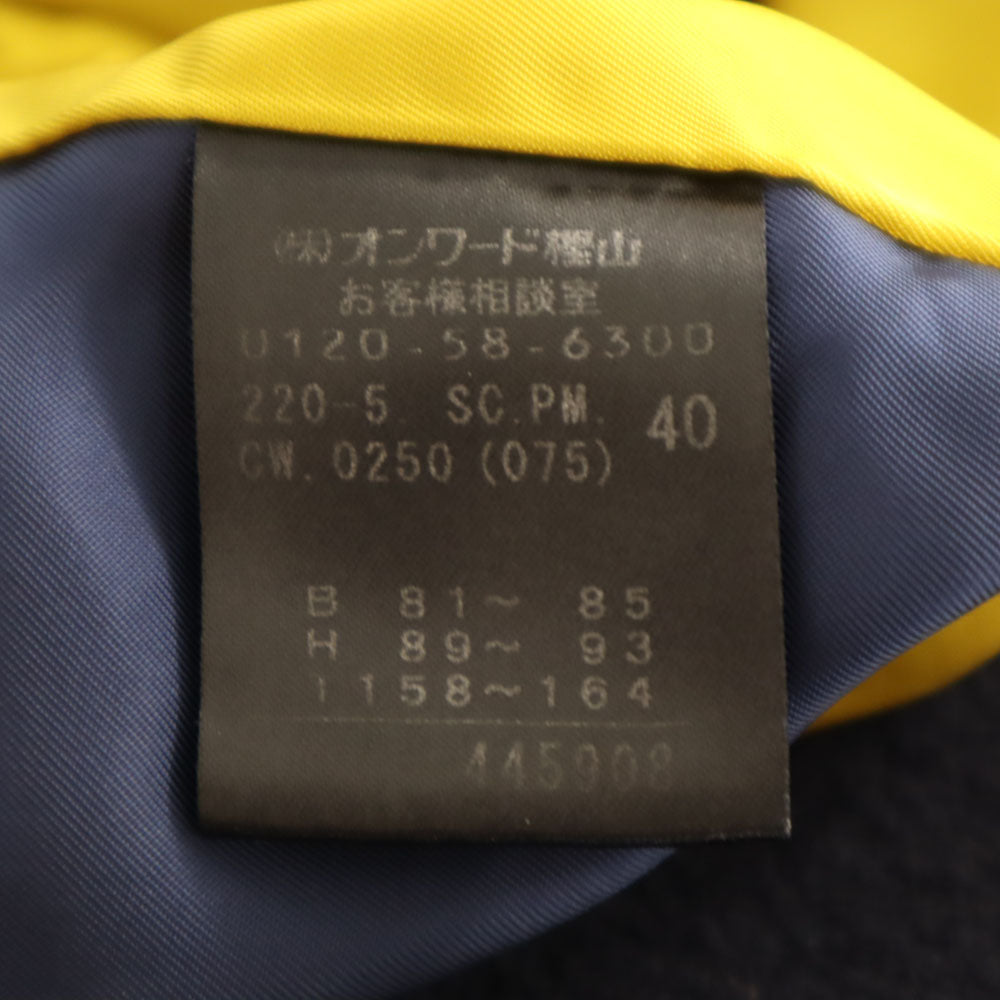 (株)オンワード樫山
お客様相談室
0120-58-6300
220-5 SC.PM. 40
CW.0250(075)
B 81~ 85
H 89~ 93
T 158~164
445908